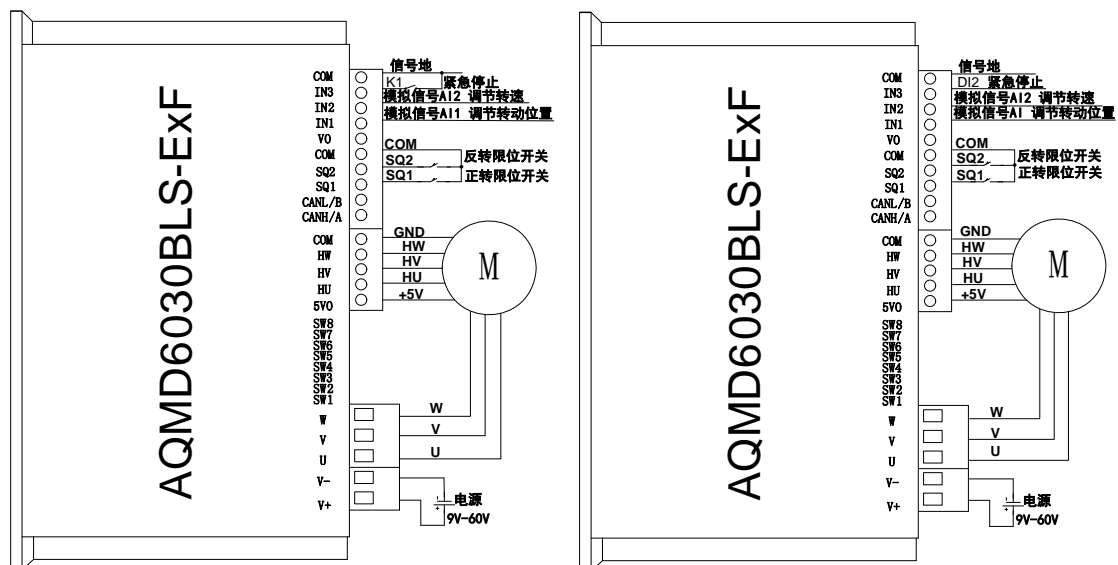 AQMD6030BLS-ExF
COM
IN3
IN2
IN1
VO
COM
SQ2
SQ1
CANL/B
CANH/A
COM
HW
HV
HU
5VO
SW8
SW7
SW6
SW5
SW4
SW3
SW2
SW1
W
V
U
V-
V+
信号地
K1 紧急停止
模拟信号AI2 调节转速
模拟信号AI1 调节转动位置
COM
SQ2 反转限位开关
SQ1 正转限位开关
GND
HW
HV
HU
+5V
M
W
V
U
电源
9V-60V
AQMD6030BLS-ExF
COM
IN3
IN2
IN1
VO
COM
SQ2
SQ1
CANL/B
CANH/A
COM
HW
HV
HU
5VO
SW8
SW7
SW6
SW5
SW4
SW3
SW2
SW1
W
V
U
V-
V+
信号地
DI2 紧急停止
模拟信号AI2 调节转速
模拟信号AI 调节转动位置
COM
SQ2 反转限位开关
SQ1 正转限位开关
GND
HW
HV
HU
+5V
M
W
V
U
电源
9V-60V